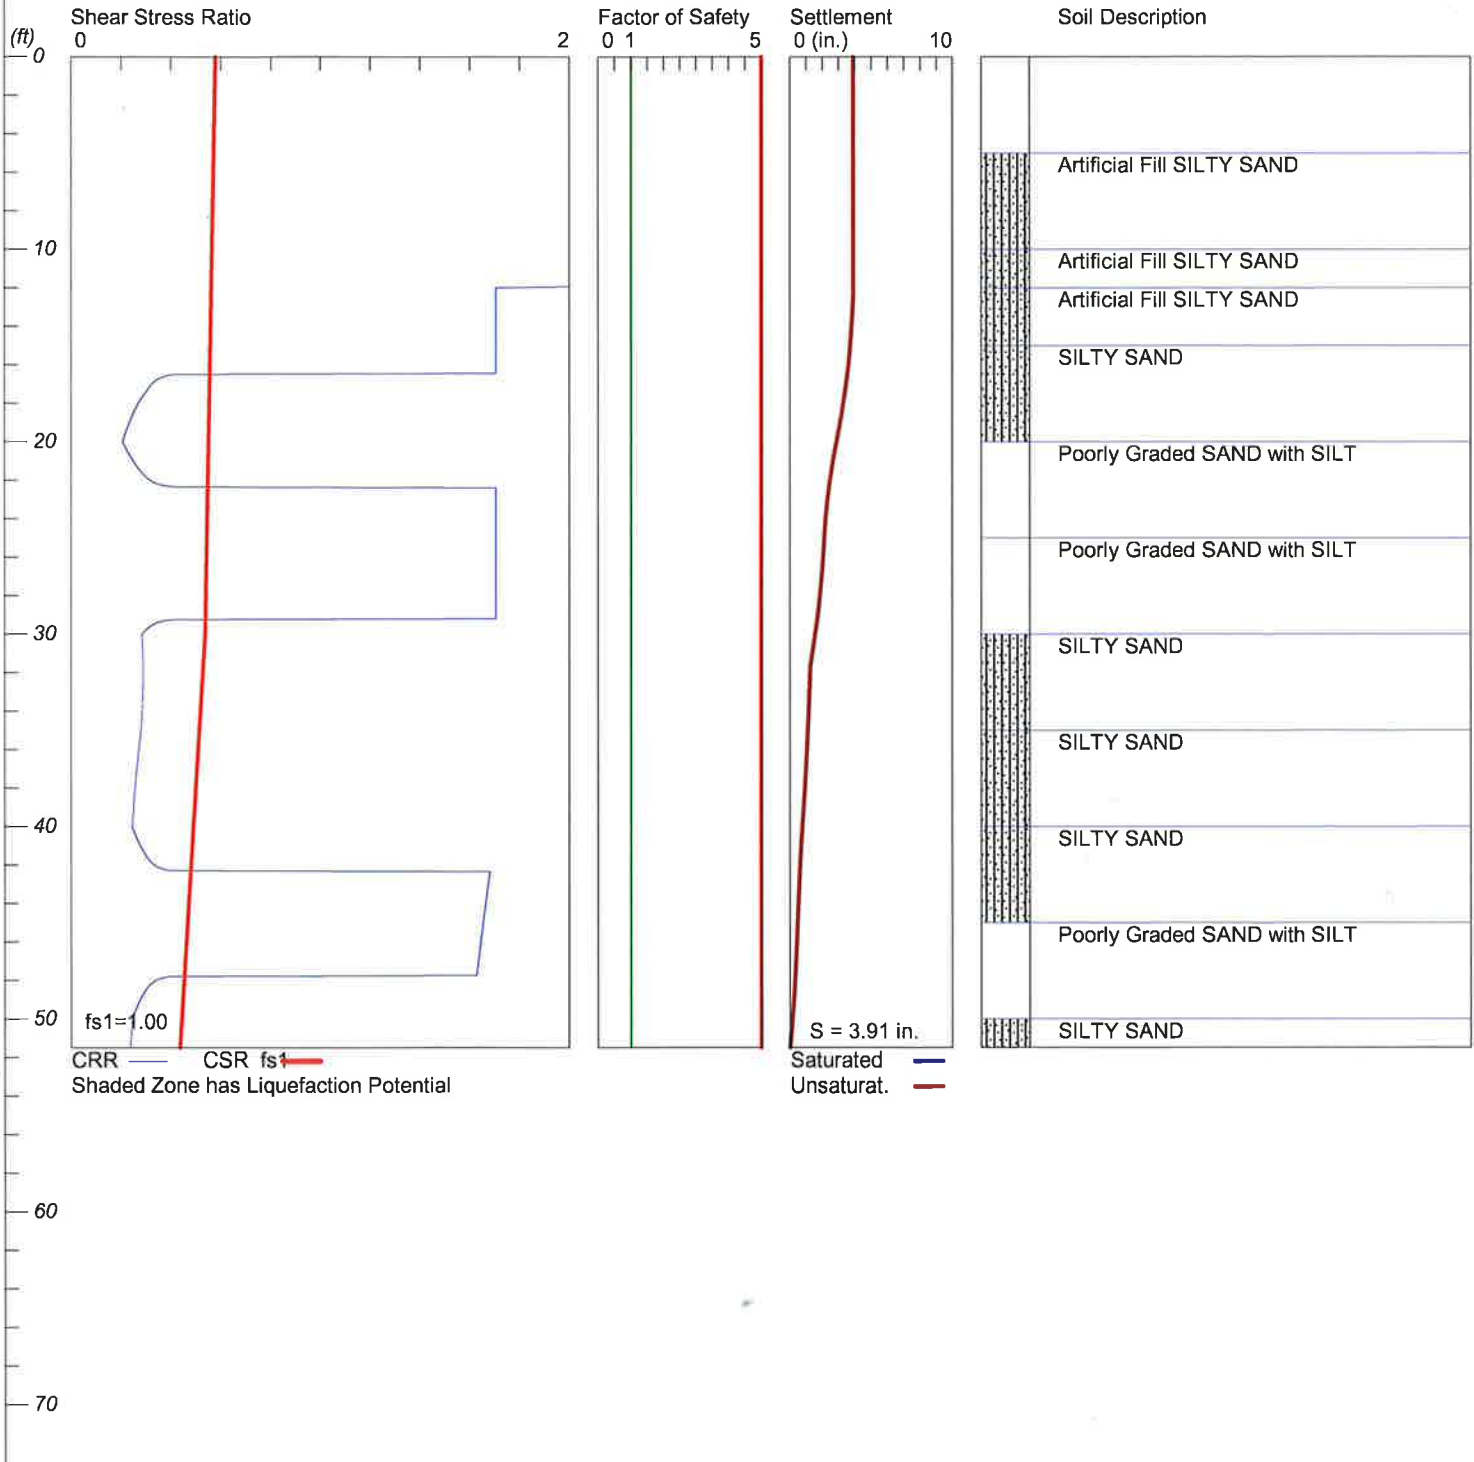 Shear Stress Ratio Factor of Safety Settlement Soil Description
(ft) 0 2 0 1 5 0 (in.) 10
0
Artificial Fill SILTY SAND
10
Artificial Fill SILTY SAND
Artificial Fill SILTY SAND
SILTY SAND
20
Poorly Graded SAND with SILT
Poorly Graded SAND with SILT
30
SILTY SAND
SILTY SAND
40
SILTY SAND
Poorly Graded SAND with SILT
50
fs1=1.00 S = 3.91 in. SILTY SAND
CRR CSR fs1 Saturated
Shaded Zone has Liquefaction Potential Unsaturat.
60
70